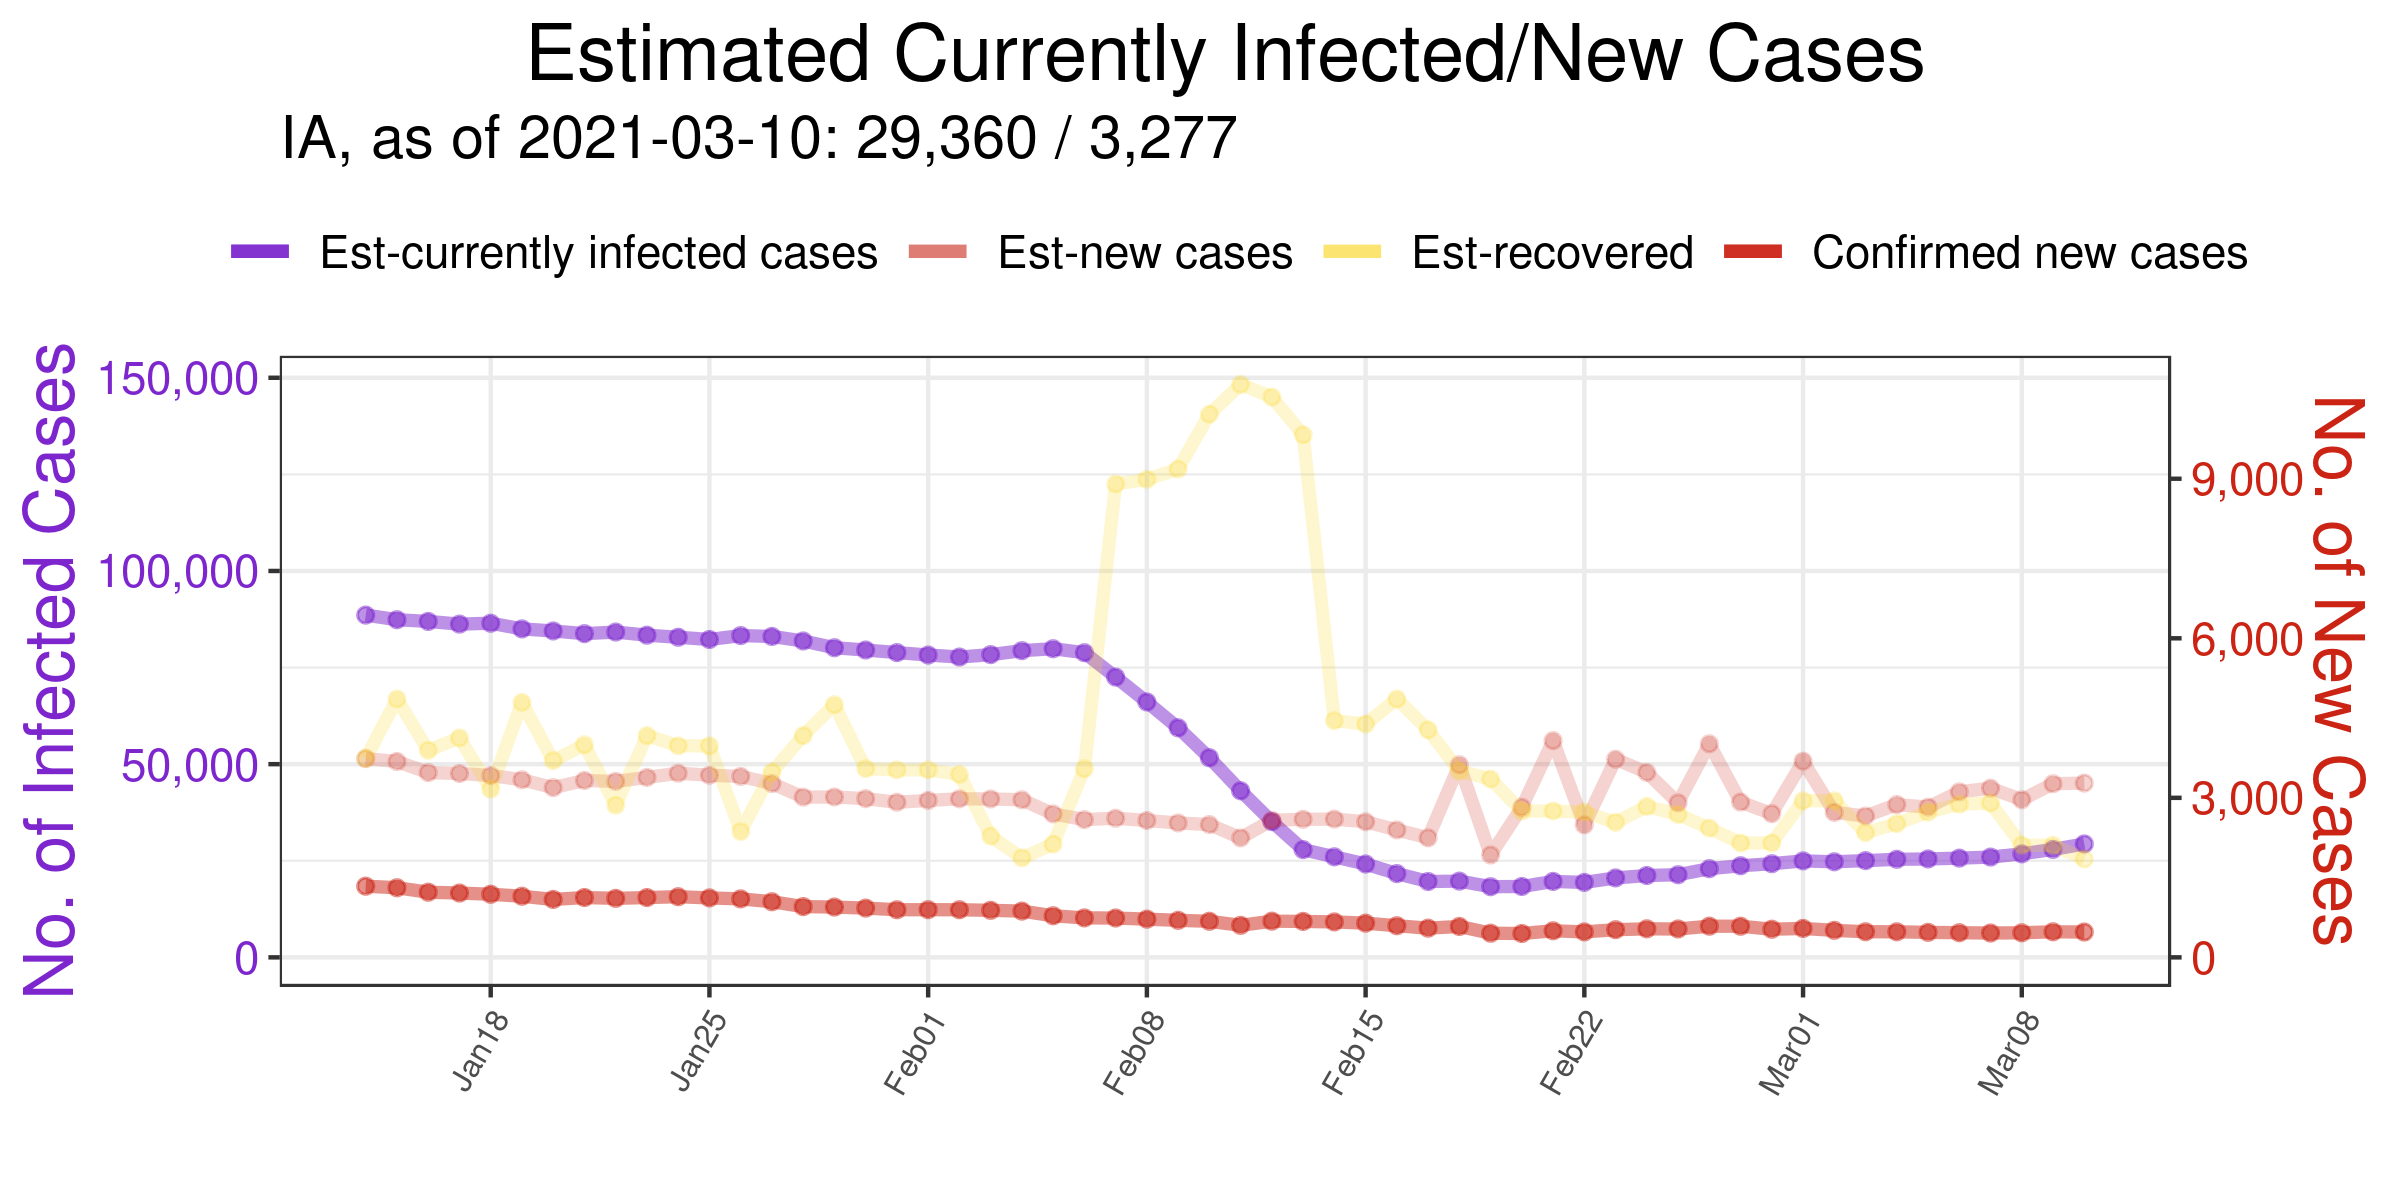 Estimated Currently Infected/New Cases
IA, as of 2021-03-10: 29,360 / 3,277
Est-currently infected cases Est-new cases Est-recovered Confirmed new cases
No. of Infected Cases
150,000
100,000
50,000
0
9,000
6,000
3,000
0
No. of New Cases
Jan18 Jan25 Feb01 Feb08 Feb15 Feb22 Mar01 Mar08